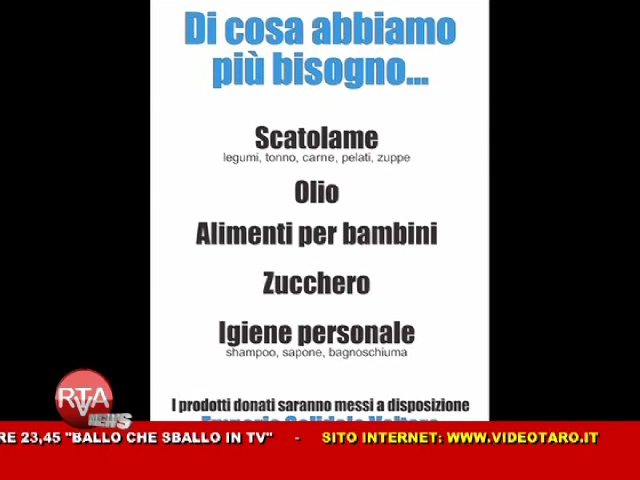 Di cosa abbiamo
più bisogno...
Scatolame
legumi, tonno, carne, pelati, zuppe
Olio
Alimenti per bambini
Zucchero
Igiene personale
shampoo, sapone, bagnoschiuma
I prodotti donati saranno messi a disposizione
RTA
NEWS
RE 23,45 "BALLO CHE SBALLO IN TV" - SITO INTERNET: WWW.VIDEOTARO.IT